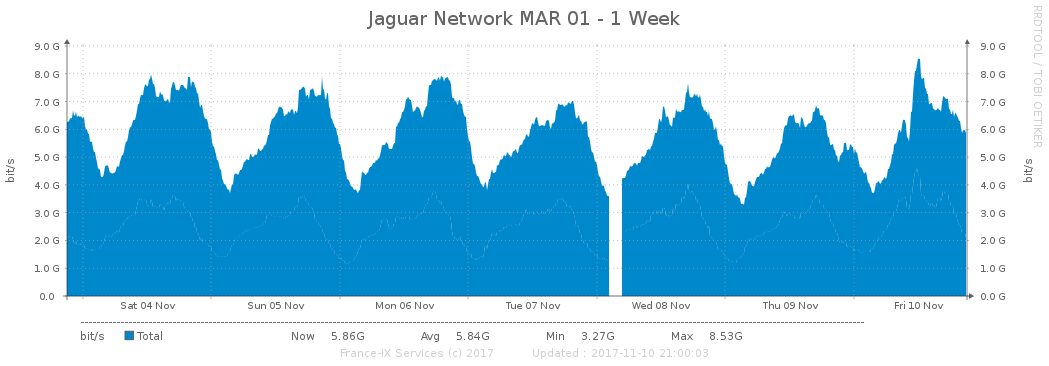 Jaguar Network MAR 01 - 1 Week
RRDTOOL / TOBI OETIKER
bit/s
9.0 G 9.0 G
8.0 G 8.0 G
7.0 G 7.0 G
6.0 G 6.0 G
5.0 G 5.0 G
4.0 G 4.0 G
3.0 G 3.0 G
2.0 G 2.0 G
1.0 G 1.0 G
0.0 0.0 G
bit/s
Sat 04 Nov Sun 05 Nov Mon 06 Nov Tue 07 Nov Wed 08 Nov Thu 09 Nov Fri 10 Nov
bit/s Total Now 5.86G Avg 5.84G Min 3.27G Max 8.53G
France-IX Services (c) 2017 Updated : 2017-11-10 21:00:03